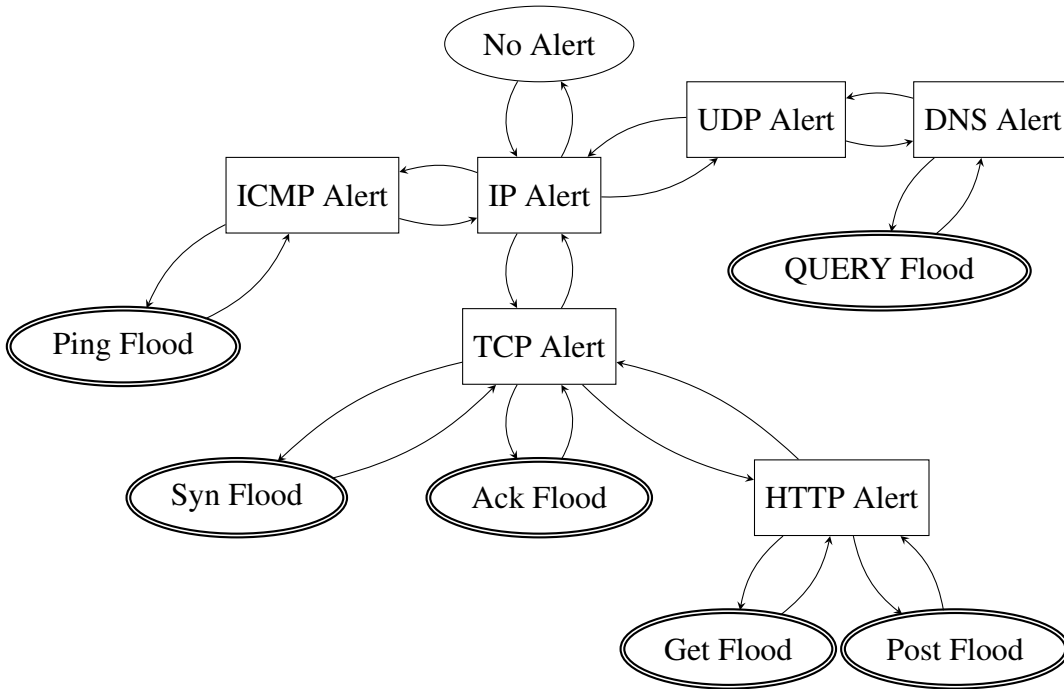 No Alert
UDP Alert
DNS Alert
ICMP Alert
IP Alert
QUERY Flood
Ping Flood
TCP Alert
Syn Flood
Ack Flood
HTTP Alert
Get Flood
Post Flood